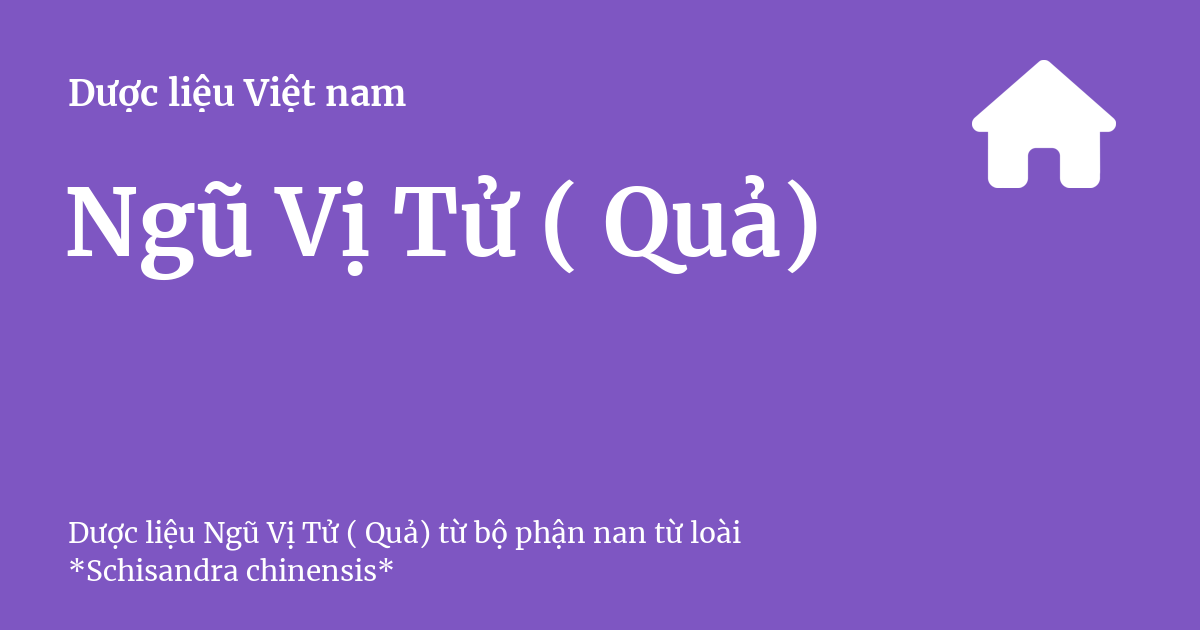 Dược liệu Việt nam
Ngũ Vị Tử ( Quả)
Dược liệu Ngũ Vị Tử ( Quả) từ bộ phận nan từ loài
*Schisandra chinensis*